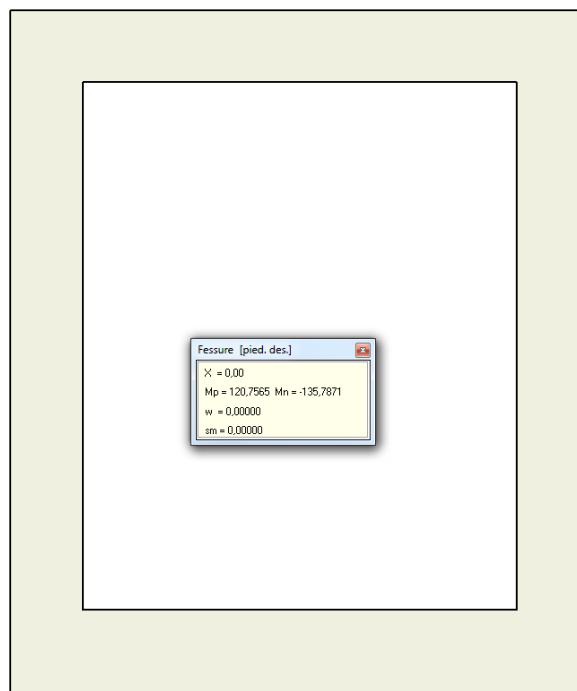 Fessure [pied. des.]
X = 0,00
Mp = 120,7565 Mn = -135,7871
w = 0,00000
sm = 0,00000